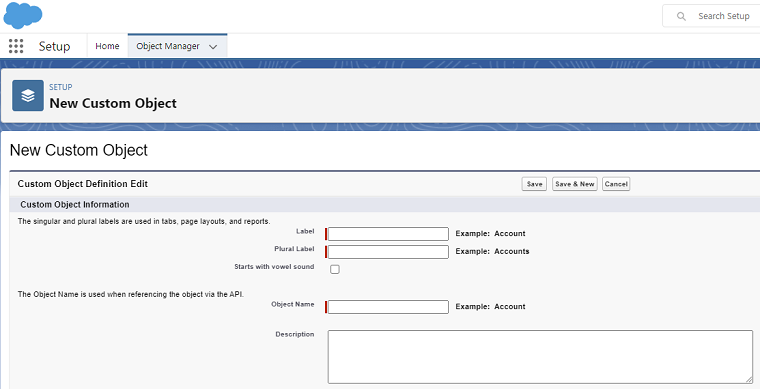 Search Setup
Setup Home Object Manager
SETUP
New Custom Object
New Custom Object
Custom Object Definition Edit Save Save & New Cancel
Custom Object Information
The singular and plural labels are used in tabs, page layouts, and reports.
Label Example: Account
Plural Label Example: Accounts
Starts with vowel sound
The Object Name is used when referencing the object via the API.
Object Name Example: Account
Description